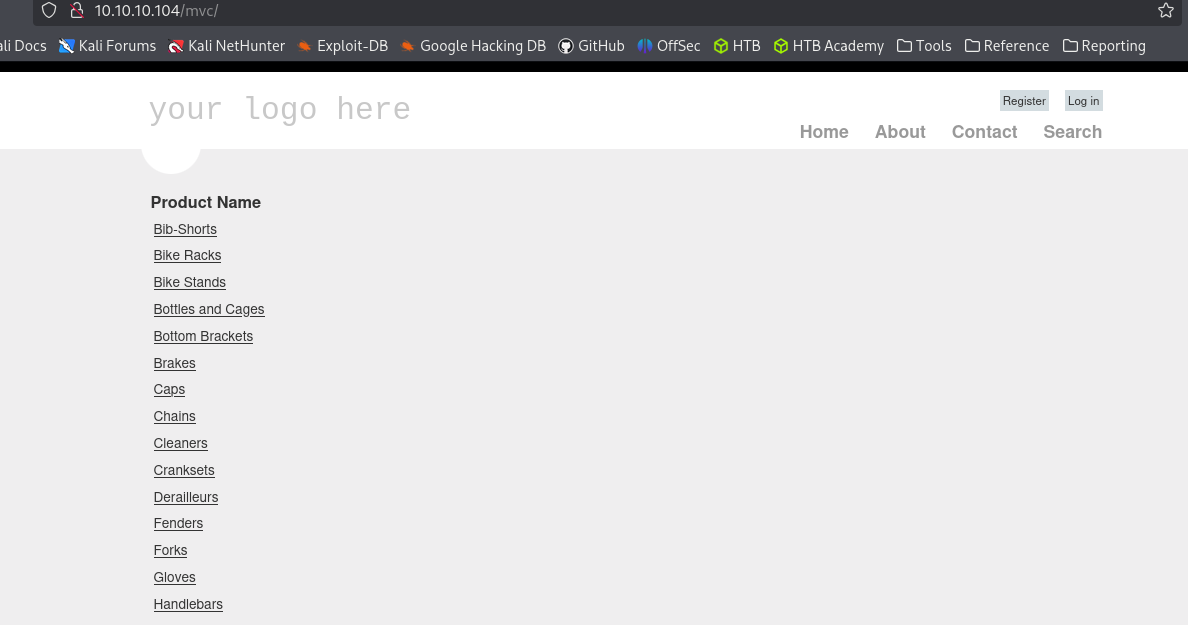 10.10.10.104/mvc/
ali Docs Kali Forums Kali NetHunter Exploit-DB Google Hacking DB GitHub OffSec HTB HTB Academy Tools Reference Reporting
your logo here
Register Log in
Home About Contact Search
Product Name
Bib-Shorts
Bike Racks
Bike Stands
Bottles and Cages
Bottom Brackets
Brakes
Caps
Chains
Cleaners
Cranksets
Derailleurs
Fenders
Forks
Gloves
Handlebars